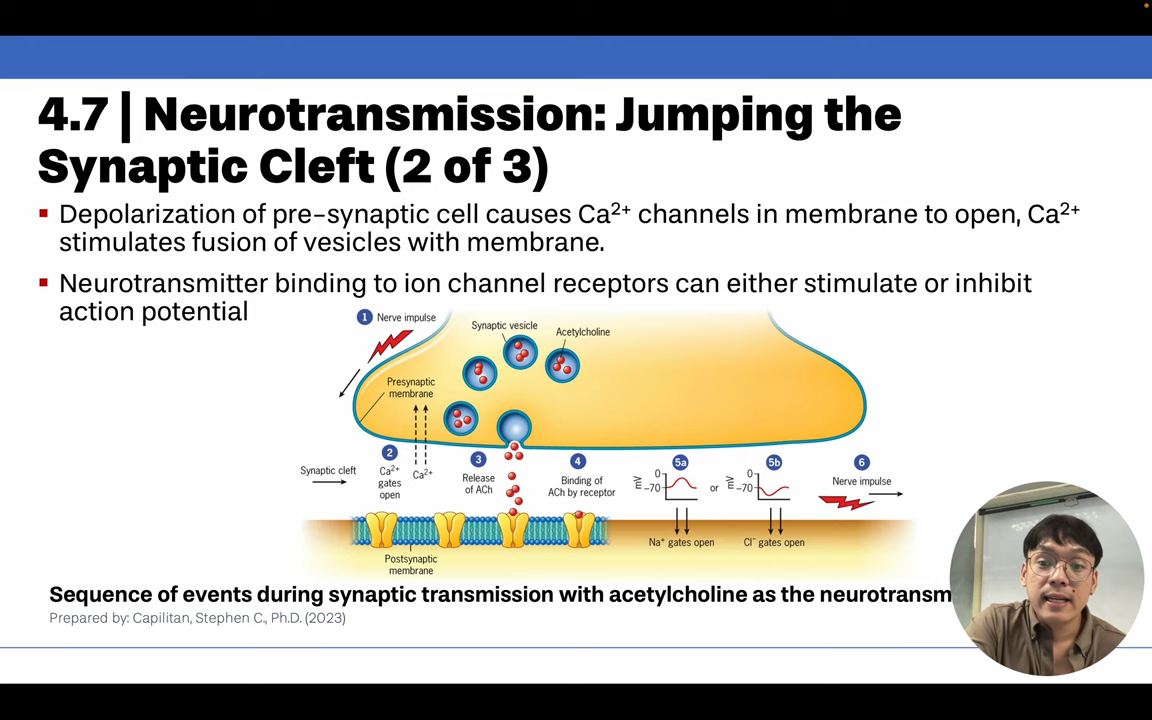 4.7 | Neurotransmission: Jumping the
Synaptic Cleft (2 of 3)
▪ Depolarization of pre-synaptic cell causes Ca²⁺ channels in membrane to open, Ca²⁺
stimulates fusion of vesicles with membrane.
▪ Neurotransmitter binding to ion channel receptors can either stimulate or inhibit
action potential
1 Nerve impulse
Synaptic vesicle
Acetylcholine
Presynaptic
membrane
Synaptic cleft
2
Ca²⁺
gates
open
Ca²⁺
3
Release
of ACh
4
Binding of
ACh by receptor
5a
mV
0
–70
or
5b
mV
0
–70
6
Nerve impulse
Na⁺ gates open
Cl⁻ gates open
Postsynaptic
membrane
Sequence of events during synaptic transmission with acetylcholine as the neurotransm
Prepared by: Capilitan, Stephen C., Ph.D. (2023)